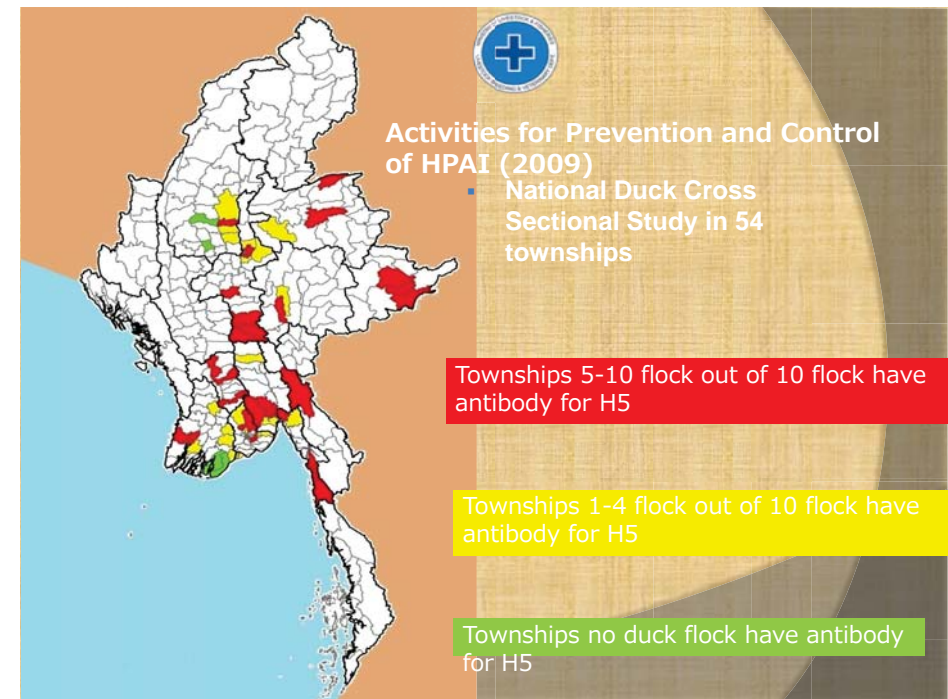 Activities for Prevention and Control
of HPAI (2009)
National Duck Cross
Sectional Study in 54
townships
Townships 5-10 flock out of 10 flock have
antibody for H5
Townships 1-4 flock out of 10 flock have
antibody for H5
Townships no duck flock have antibody
for H5